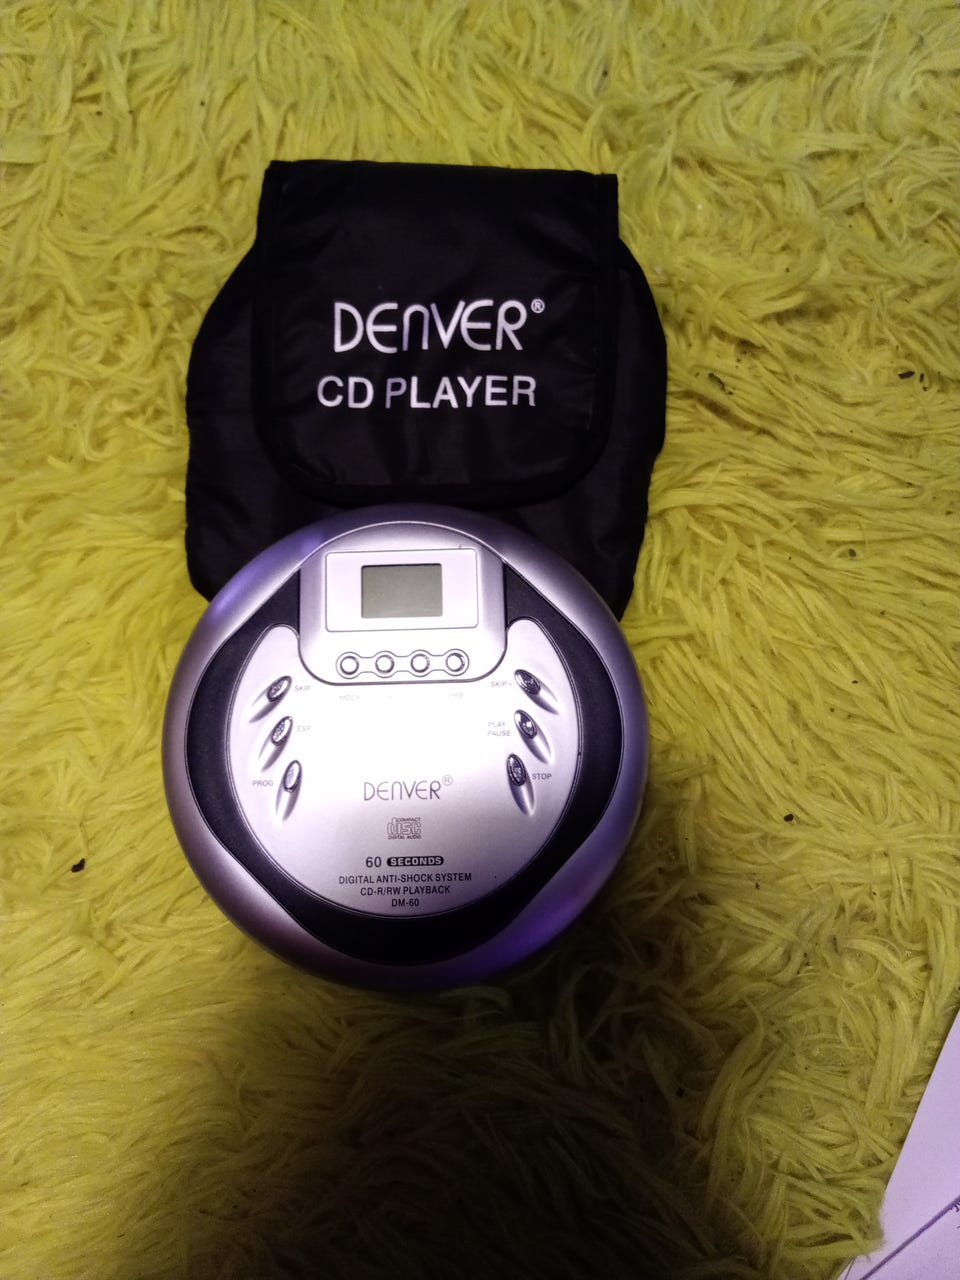 DENVER®
CD PLAYER
SKIP-
SKIP+
MODE
ESP
PLAY
PAUSE
PROG
STOP
DENVER®
COMPACT
disc
DIGITAL AUDIO
60 SECONDS
DIGITAL ANTI-SHOCK SYSTEM
CD-R/RW PLAYBACK
DM-60